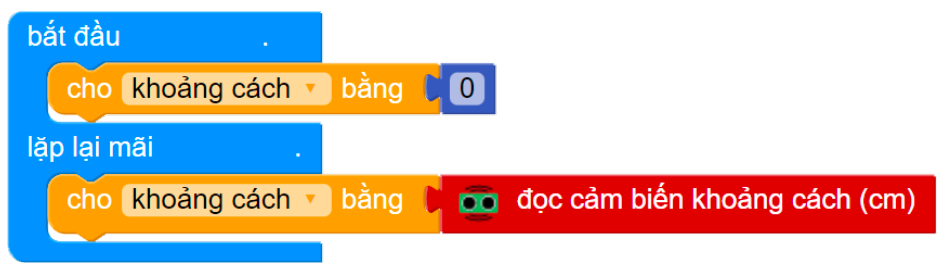 bắt đầu .
cho khoảng cách bằng 0
lặp lại mãi .
cho khoảng cách bằng đọc cảm biến khoảng cách (cm)